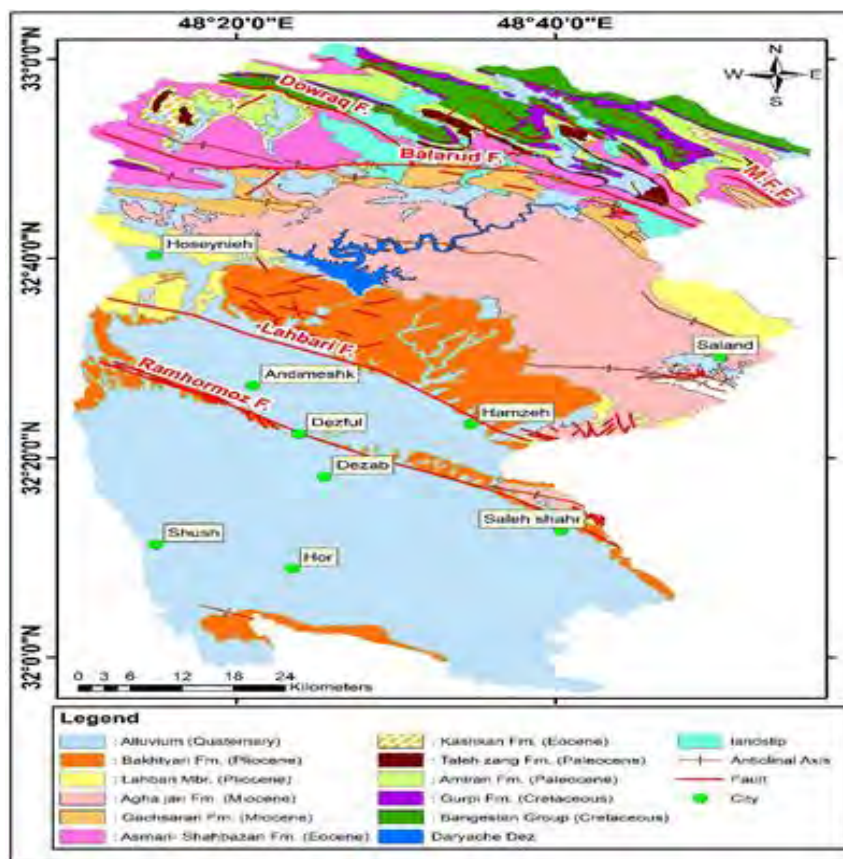 48°20'0"E 48°40'0"E
33°0'0"N
32°40'0"N
32°20'0"N
32°0'0"N
N
W E
S
Dowraq F.
Balarud F.
M.F.F
Hoseynieh
Lahbari F.
Saland
Ramhormoz F.
Andimeshk
Hamzeh
Dezful
Dezab
Saleh shahr
Shush
Hor
0 3 6 12 18 24
Kilometers
Legend
: Alluvium (Quaternary)
: Bakhtyari Fm. (Pliocene)
: Lahbari Mbr. (Pliocene)
: Agha jari Fm. (Miocene)
: Gachsaran Fm. (Miocene)
: Asmari- Shahbazan Fm. (Eocene)
: Kashkan Fm. (Eocene)
: Taleh zang Fm. (Paleocene)
: Amiran Fm. (Paleocene)
: Gurpi Fm. (Cretaceous)
: Bangestan Group (Cretaceous)
Daryache Dez
: landslip
: Anticlinal Axis
: Fault
: City